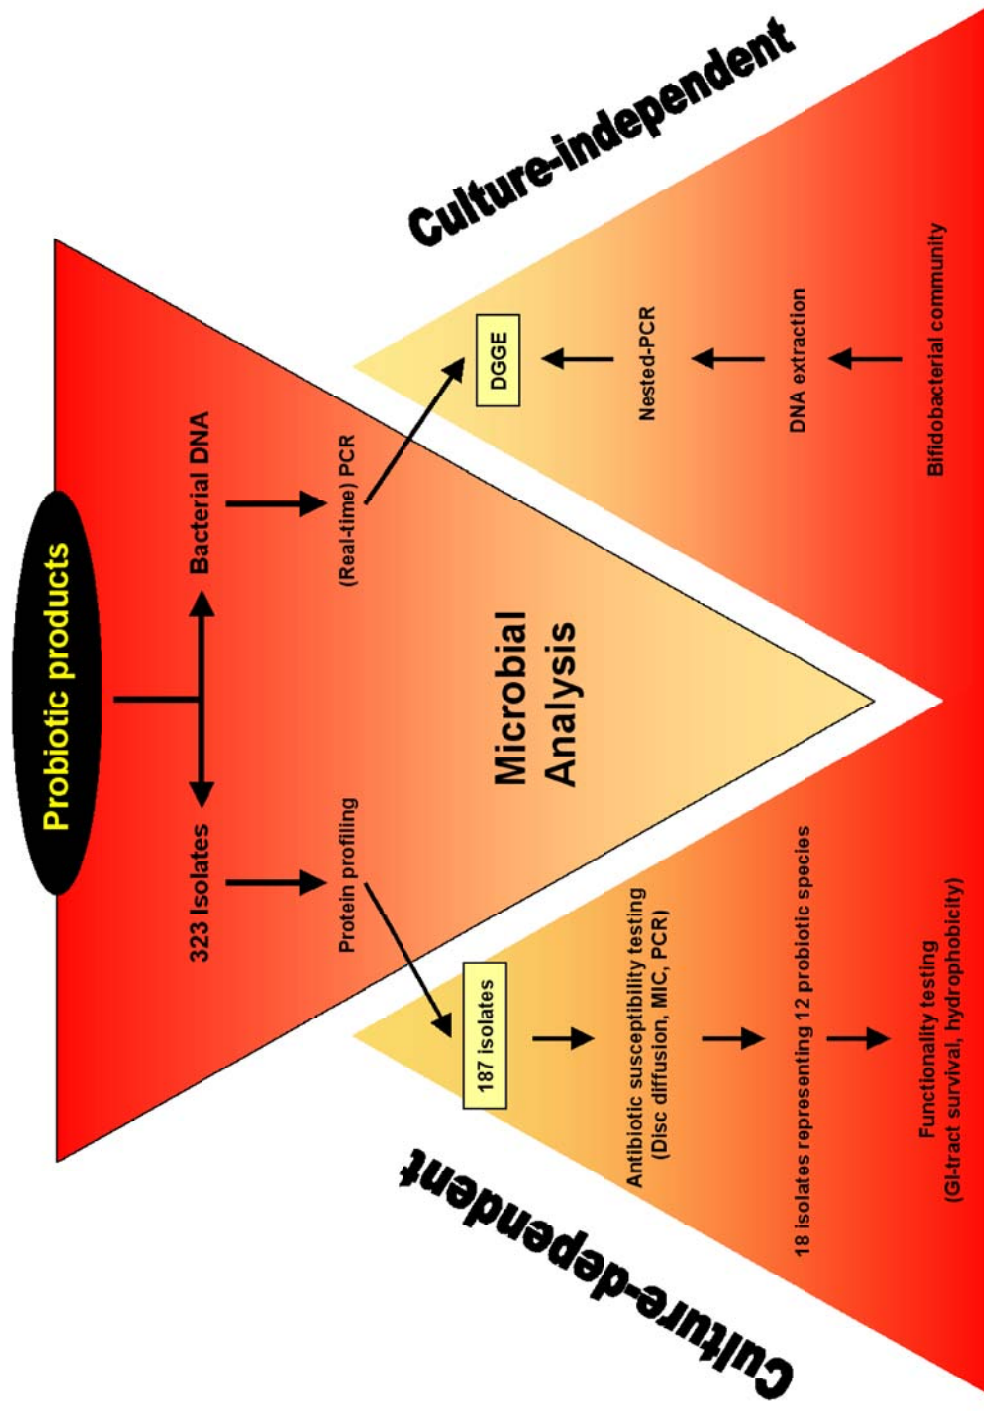 Probiotic products
323 Isolates
Bacterial DNA
Protein profiling
(Real-time) PCR
Microbial
Analysis
Culture-dependent
187 isolates
Antibiotic susceptibility testing
(Disc diffusion, MIC, PCR)
18 isolates representing 12 probiotic species
Functionality testing
(GI-tract survival, hydrophobicity)
Culture-independent
DGGE
Nested-PCR
DNA extraction
Bifidobacterial community